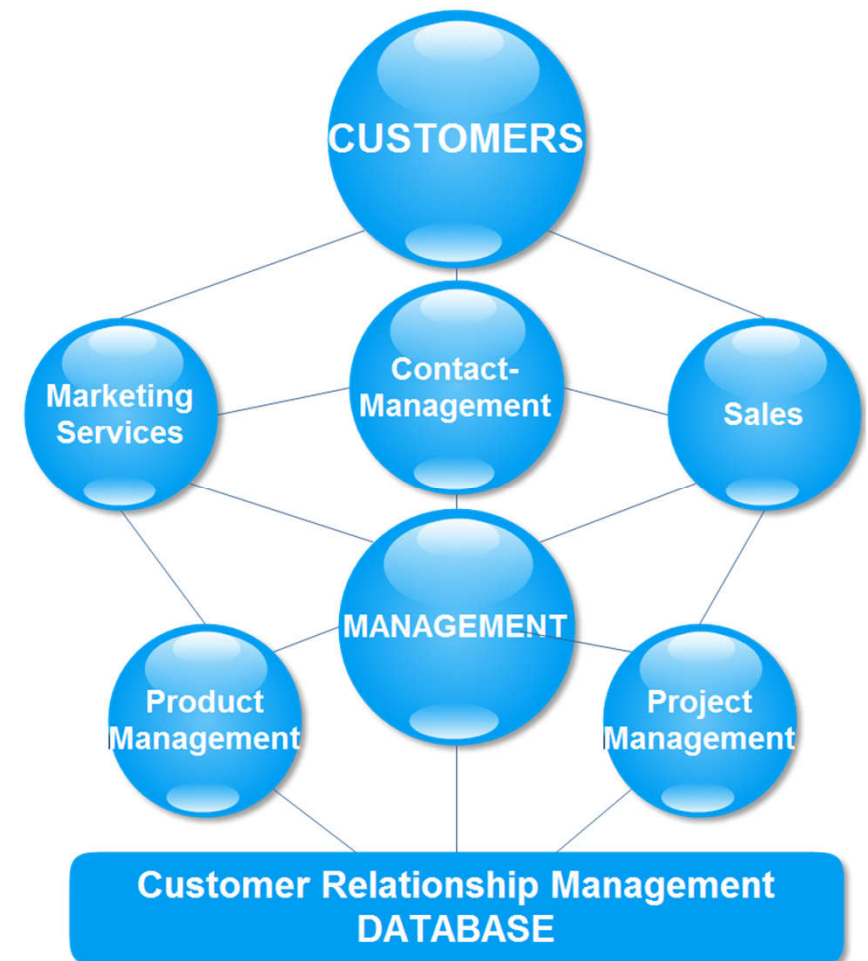 CUSTOMERS
Contact-
Management
Marketing
Services
Sales
MANAGEMENT
Product
Management
Project
Management
Customer Relationship Management
DATABASE